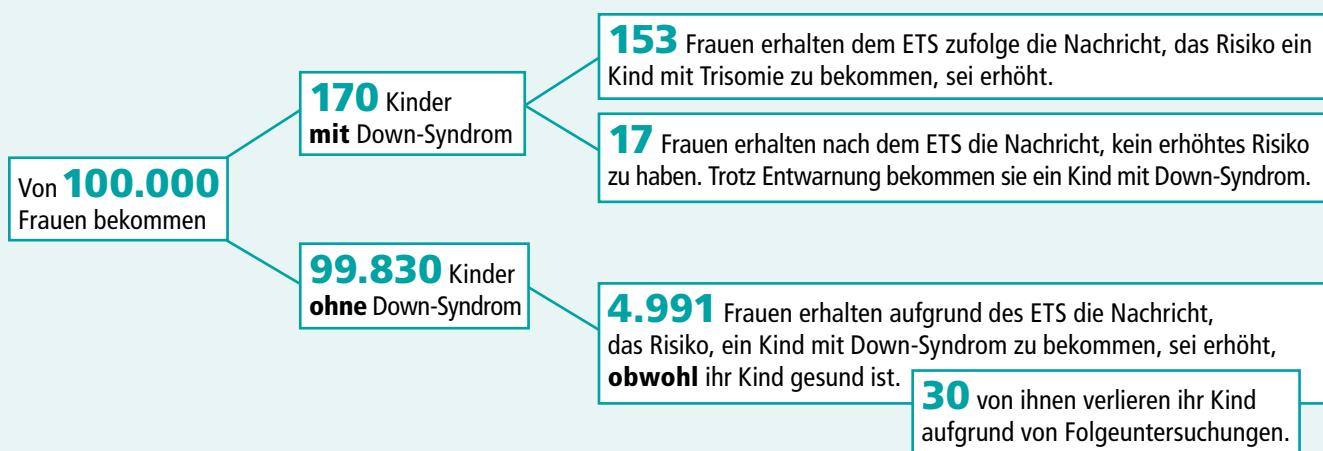 Von 100.000
Frauen bekommen
170 Kinder
mit Down-Syndrom
153 Frauen erhalten dem ETS zufolge die Nachricht, das Risiko ein
Kind mit Trisomie zu bekommen, sei erhöht.
17 Frauen erhalten nach dem ETS die Nachricht, kein erhöhtes Risiko
zu haben. Trotz Entwarnung bekommen sie ein Kind mit Down-Syndrom.
99.830 Kinder
ohne Down-Syndrom
4.991 Frauen erhalten aufgrund des ETS die Nachricht,
das Risiko, ein Kind mit Down-Syndrom zu bekommen, sei erhöht,
obwohl ihr Kind gesund ist.
30 von ihnen verlieren ihr Kind
aufgrund von Folgeuntersuchungen.